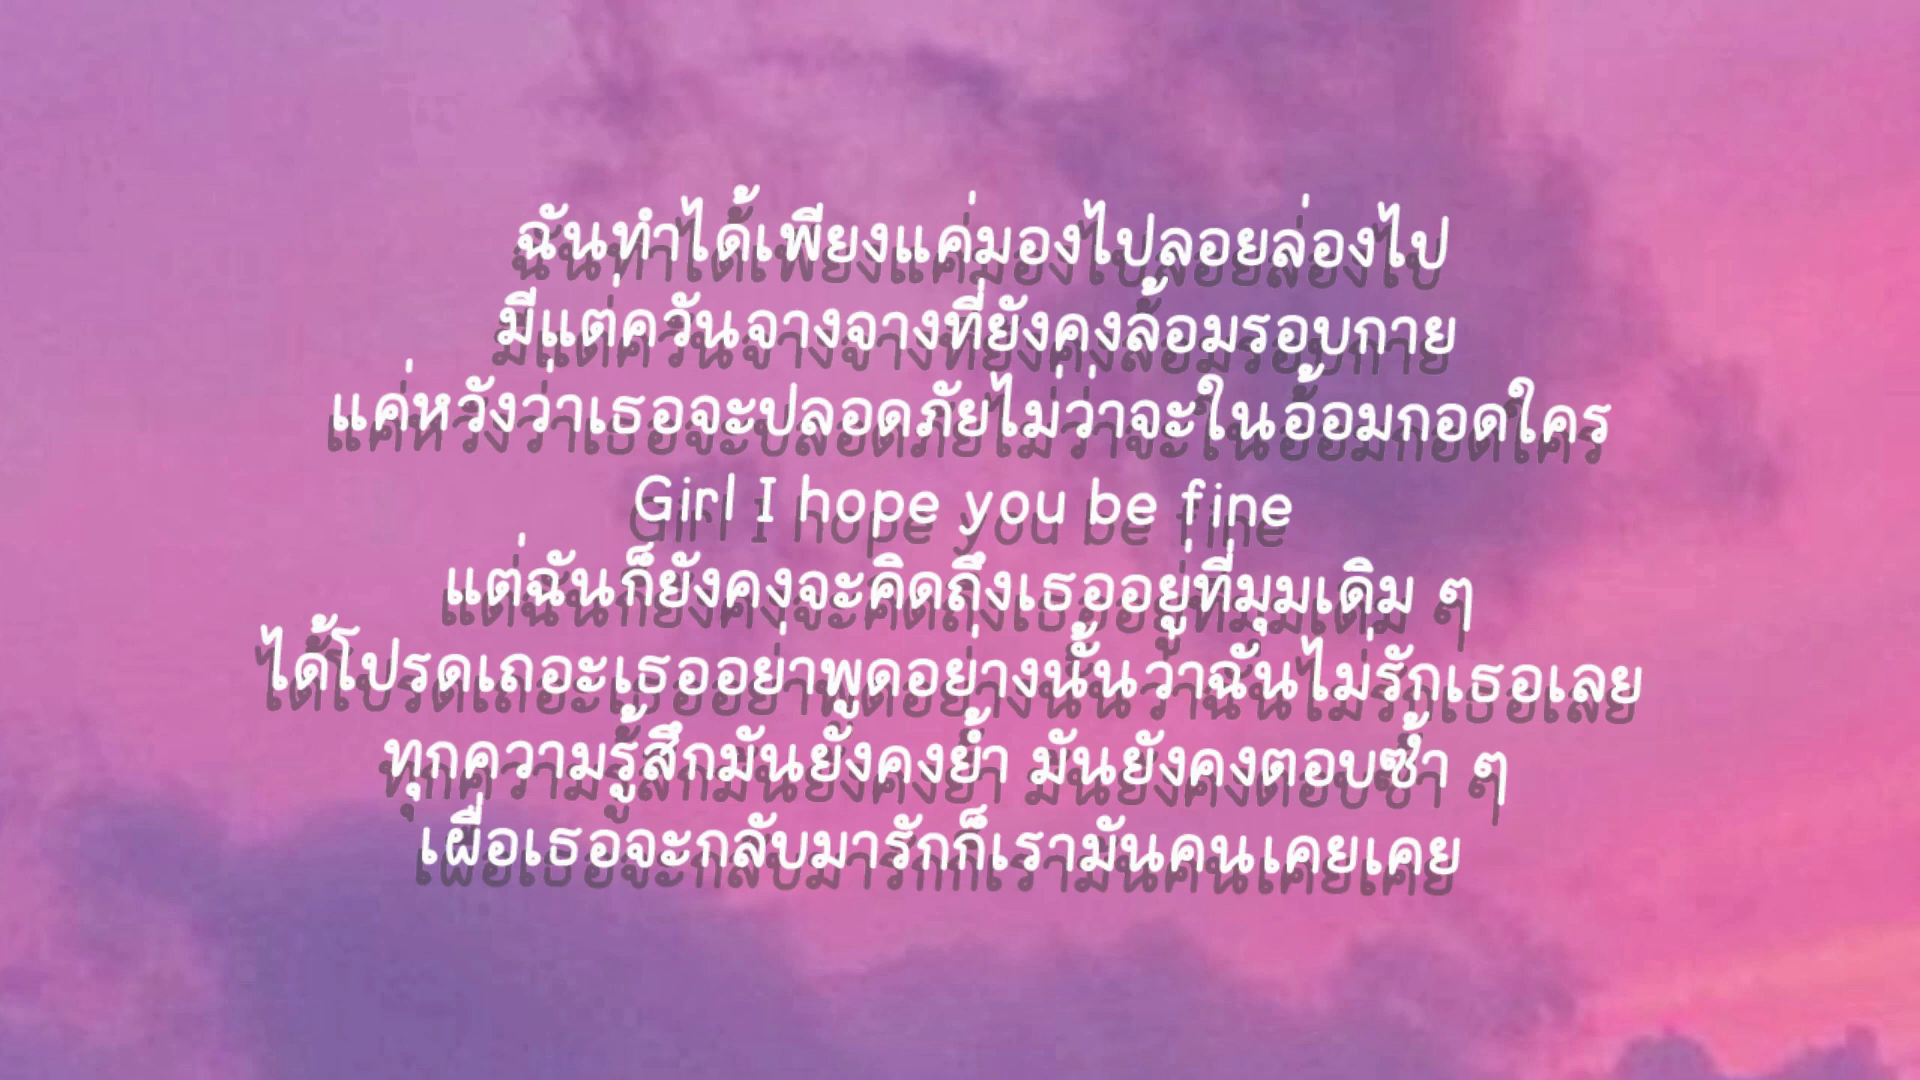 ฉันทำได้เพียงแค่มองไปลอยล่องไป
มีแต่ควันจางจางที่ยังคงล้อมรอบกาย
แค่หวังว่าเธอจะปลอดภัยไม่ว่าจะในอ้อมกอดใคร
Girl I hope you be fine
แต่ฉันก็ยังคงจะคิดถึงเธออยู่ที่มุมเดิม ๆ
ได้โปรดเถอะเธออย่าพูดอย่างนั้นว่าฉันไม่รักเธอเลย
ทุกความรู้สึกมันยังคงย้ำ มันยังคงตอบซ้ำ ๆ
เผื่อเธอจะกลับมารักก็เรามันคนเคยเคย